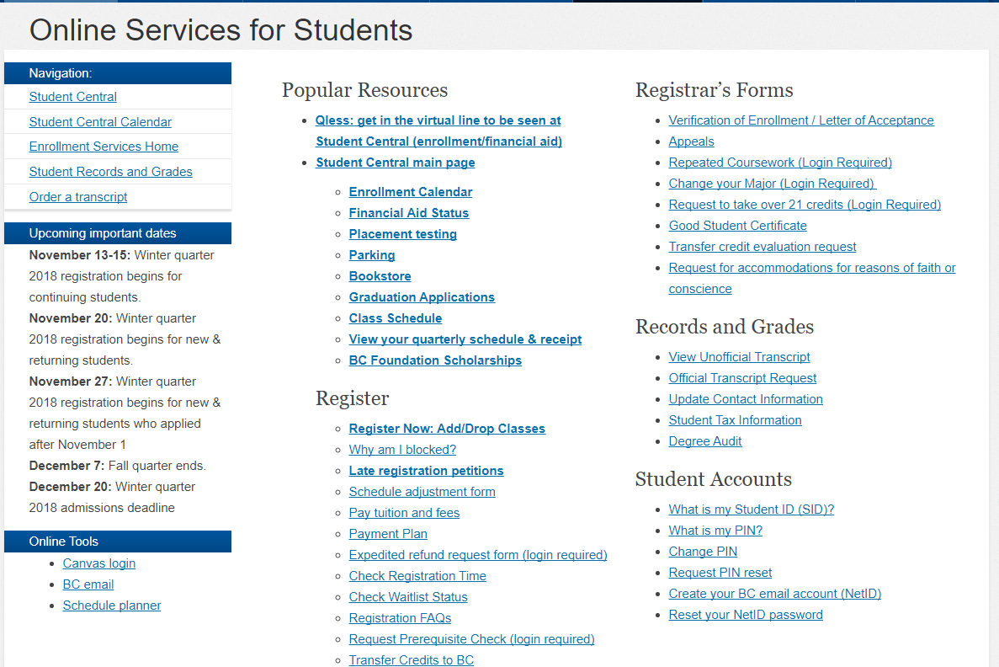 Online Services for Students
Navigation:
Student Central
Student Central Calendar
Enrollment Services Home
Student Records and Grades
Order a transcript
Upcoming important dates
November 13-15: Winter quarter
2018 registration begins for
continuing students.
November 20: Winter quarter
2018 registration begins for new &
returning students.
November 27: Winter quarter
2018 registration begins for new &
returning students who applied
after November 1
December 7: Fall quarter ends.
December 20: Winter quarter
2018 admissions deadline
Online Tools
Canvas login
BC email
Schedule planner
Popular Resources
Qless: get in the virtual line to be seen at
Student Central (enrollment/financial aid)
Student Central main page
Enrollment Calendar
Financial Aid Status
Placement testing
Parking
Bookstore
Graduation Applications
Class Schedule
View your quarterly schedule & receipt
BC Foundation Scholarships
Register
Register Now: Add/Drop Classes
Why am I blocked?
Late registration petitions
Schedule adjustment form
Pay tuition and fees
Payment Plan
Expedited refund request form (login required)
Check Registration Time
Check Waitlist Status
Registration FAQs
Request Prerequisite Check (login required)
Transfer Credits to BC
Registrar’s Forms
Verification of Enrollment / Letter of Acceptance
Appeals
Repeated Coursework (Login Required)
Change your Major (Login Required)
Request to take over 21 credits (Login Required)
Good Student Certificate
Transfer credit evaluation request
Request for accommodations for reasons of faith or
conscience
Records and Grades
View Unofficial Transcript
Official Transcript Request
Update Contact Information
Student Tax Information
Degree Audit
Student Accounts
What is my Student ID (SID)?
What is my PIN?
Change PIN
Request PIN reset
Create your BC email account (NetID)
Reset your NetID password